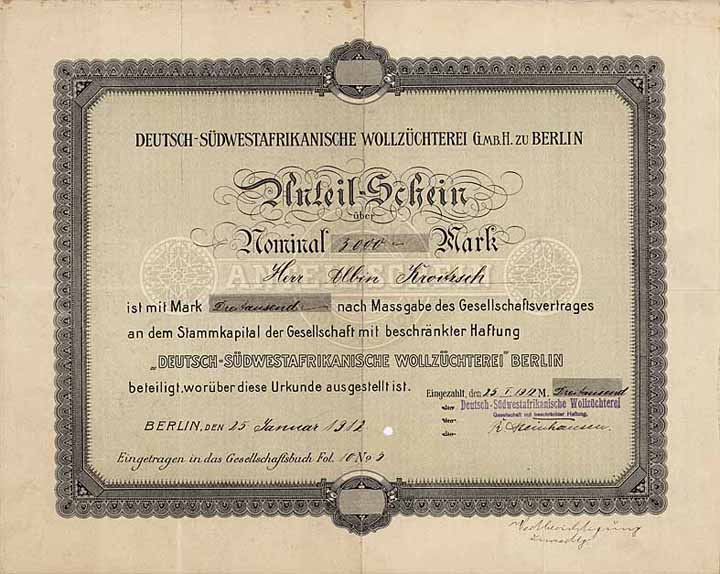 DEUTSCH-SÜDWESTAFRIKANISCHE WOLLZÜCHTEREI G.M.B.H. ZU BERLIN
Anteil-Schein
über
Nominal 3000 Mark
ANTEILSCHEIN
Herr Albin Kroitzsch
ist mit Mark Dreitausend nach Massgabe des Gesellschaftsvertrages
an dem Stammkapital der Gesellschaft mit beschränkter Haftung
„DEUTSCH-SÜDWESTAFRIKANISCHE WOLLZÜCHTEREI" BERLIN
beteiligt, worüber diese Urkunde ausgestellt ist.
Eingezahlt, den 25 I. 1912 M. Dreitausend
Deutsch-Südwestafrikanische Wollzüchterei
Gesellschaft mit beschränkter Haftung.
BERLIN, DEN 25 Januar 1912
Steinhausen.
Eingetragen in das Gesellschaftsbuch Fol. 10 No 2